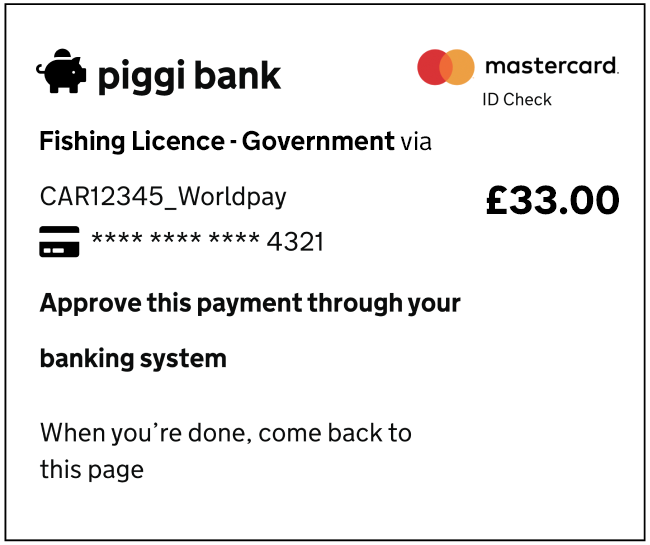 piggi bank
mastercard.
ID Check
Fishing Licence - Government via
CAR12345_Worldpay
£33.00
**** **** **** 4321
Approve this payment through your
banking system
When you’re done, come back to
this page